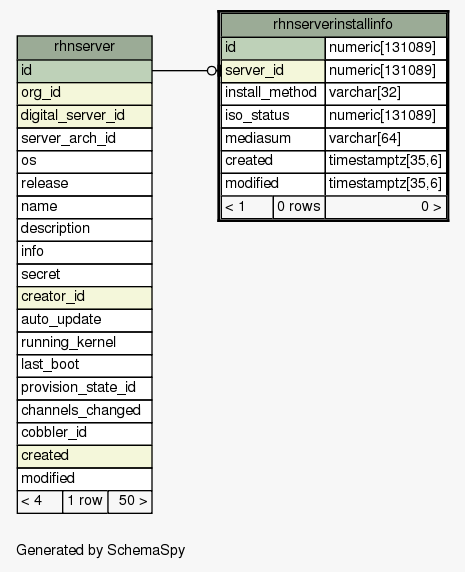 rhnserver
id
org_id
digital_server_id
server_arch_id
os
release
name
description
info
secret
creator_id
auto_update
running_kernel
last_boot
provision_state_id
channels_changed
cobbler_id
created
modified
< 4 1 row 50 >
rhnserverinstallinfo
id numeric[131089]
server_id numeric[131089]
install_method varchar[32]
iso_status numeric[131089]
mediasum varchar[64]
created timestamptz[35,6]
modified timestamptz[35,6]
< 1 0 rows 0 >
Generated by SchemaSpy